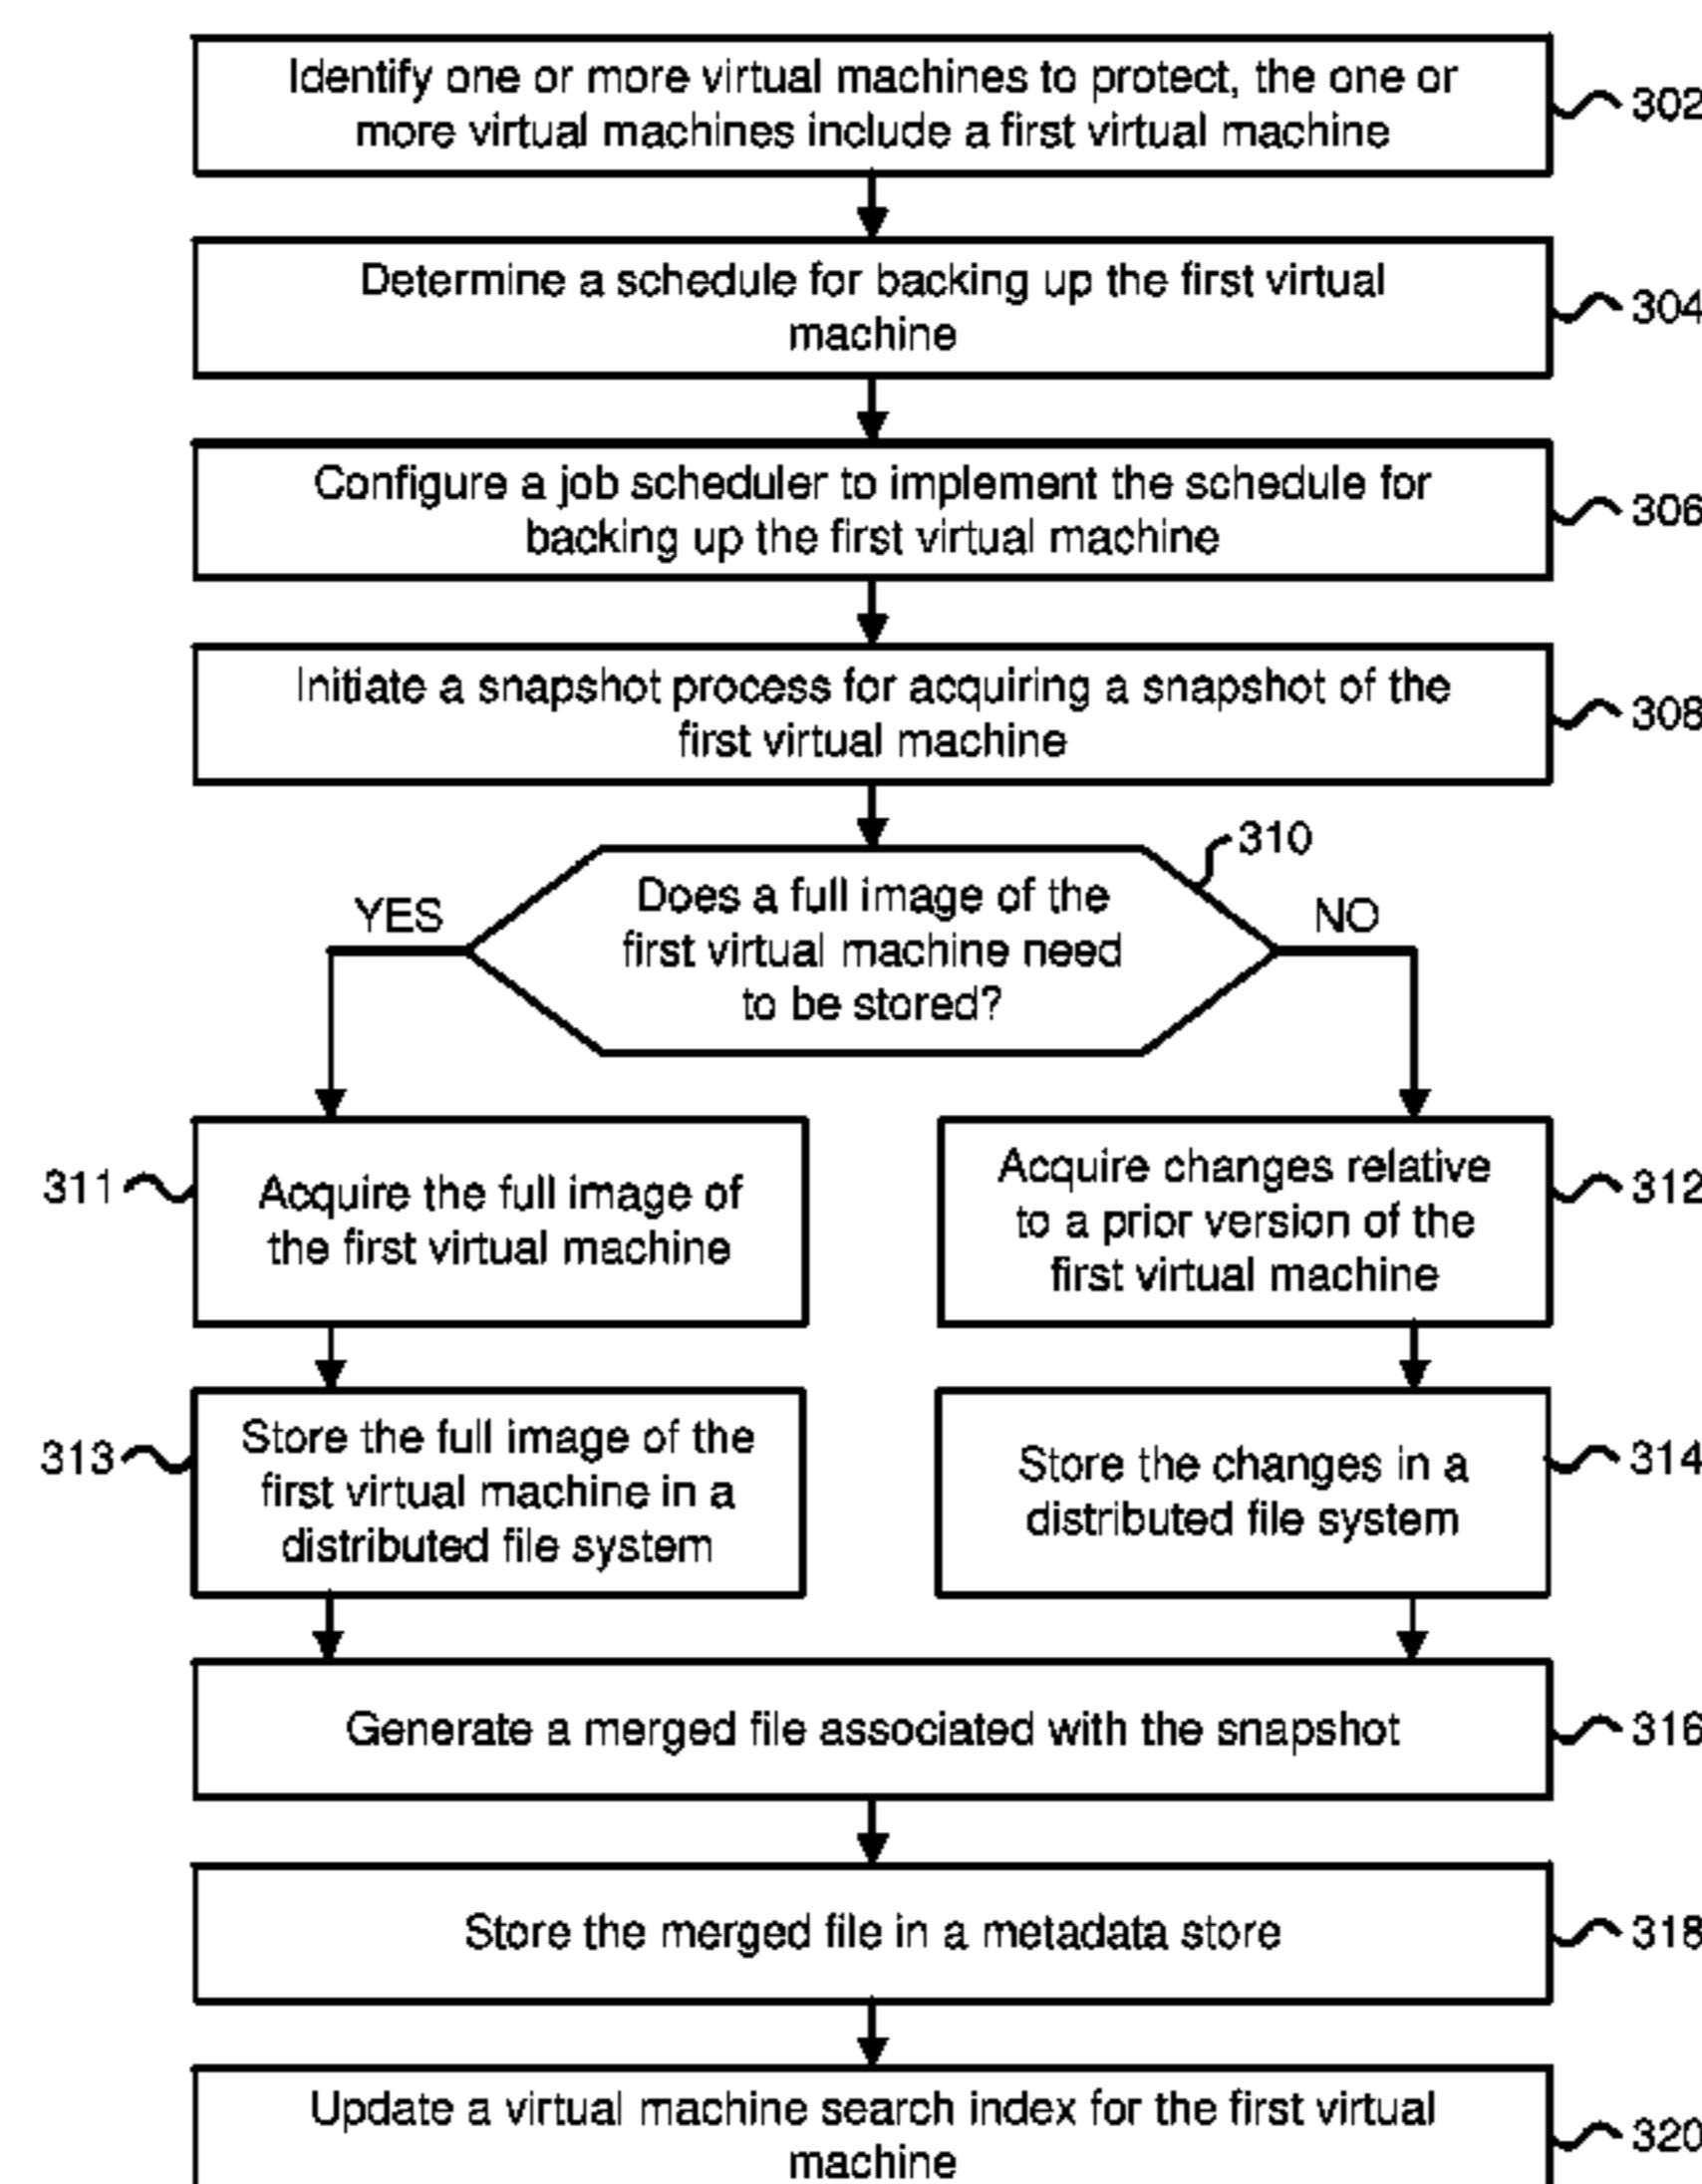 Identify one or more virtual machines to protect, the one or
more virtual machines include a first virtual machine
302
Determine a schedule for backing up the first virtual
machine
304
Configure a job scheduler to implement the schedule for
backing up the first virtual machine
306
Initiate a snapshot process for acquiring a snapshot of the
first virtual machine
308
310
YES
Does a full image of the
first virtual machine need
to be stored?
NO
311
Acquire the full image of
the first virtual machine
Acquire changes relative
to a prior version of the
first virtual machine
312
313
Store the full image of the
first virtual machine in a
distributed file system
Store the changes in a
distributed file system
314
Generate a merged file associated with the snapshot
316
Store the merged file in a metadata store
318
Update a virtual machine search index for the first virtual
machine
320